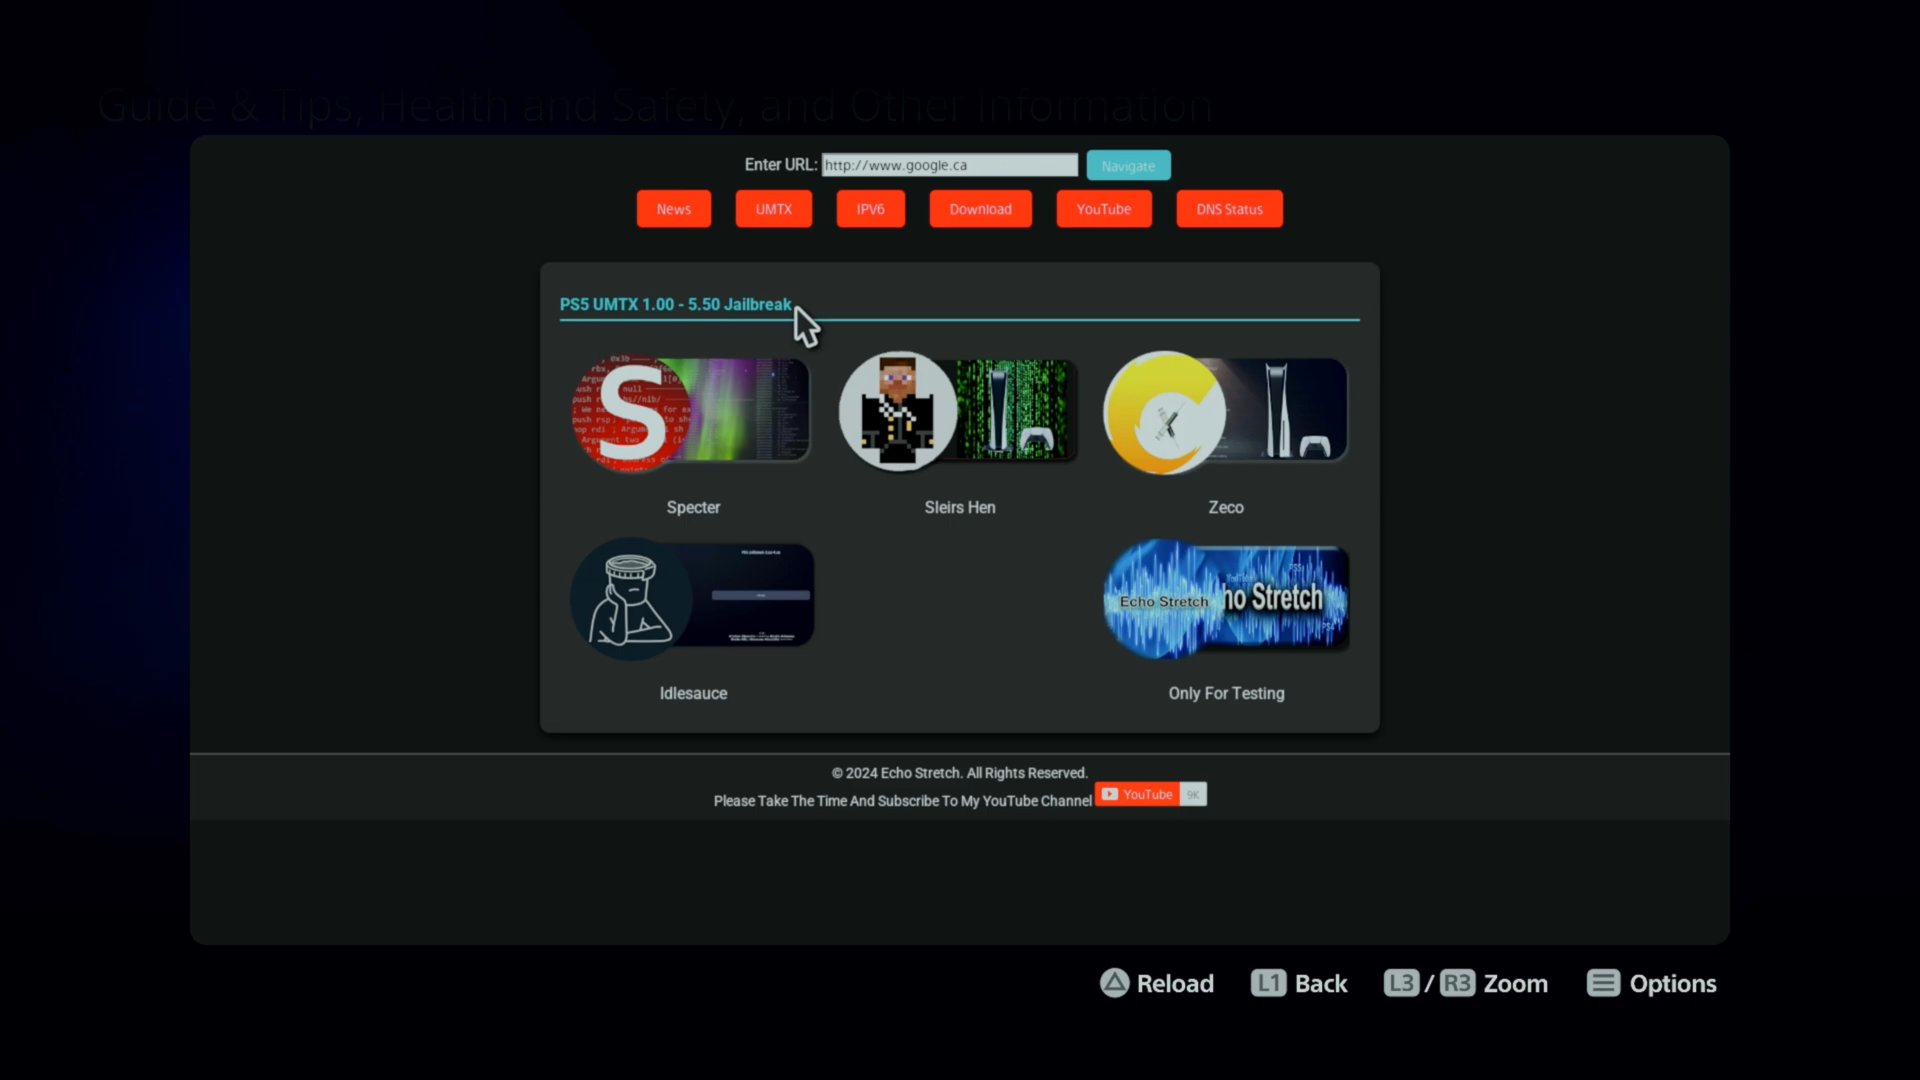 Guide & Tips, Health and Safety, and Other Information
Enter URL: http://www.google.ca Navigate
News UMTX IPV6 Download YouTube DNS Status
PS5 UMTX 1.00 - 5.50 Jailbreak
S
Specter
Sleirs Hen
Zeco
Echo Stretch
ho Stretch
Idlesauce
Only For Testing
© 2024 Echo Stretch. All Rights Reserved.
Please Take The Time And Subscribe To My YouTube Channel YouTube 9K
Reload L1 Back L3 / R3 Zoom Options